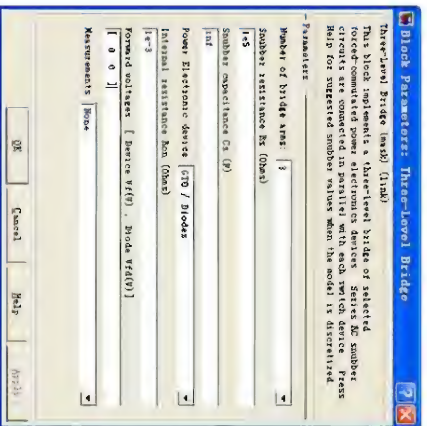 Block Parameters: Three-Level Bridge
Three-Level Bridge (mask) (link)
This block implements a three-level bridge of selected
forced-commutated power electronics devices Series RC snubber
circuits are connected in parallel with each switch device Press
Help for suggested snubber values when the model is discretized
Parameters
Number of bridge arms: 3
Snubber resistance Rs (Ohms)
1e5
Snubber capacitance Cs (F)
inf
Power Electronic device GTO / Diodes
Internal resistance Ron (Ohms)
1e-3
Forward voltages [ Device Vf(V) , Diode Vfd(V)]
[ 0 0 ]
Measurements None
OK
Cancel
Help
Apply